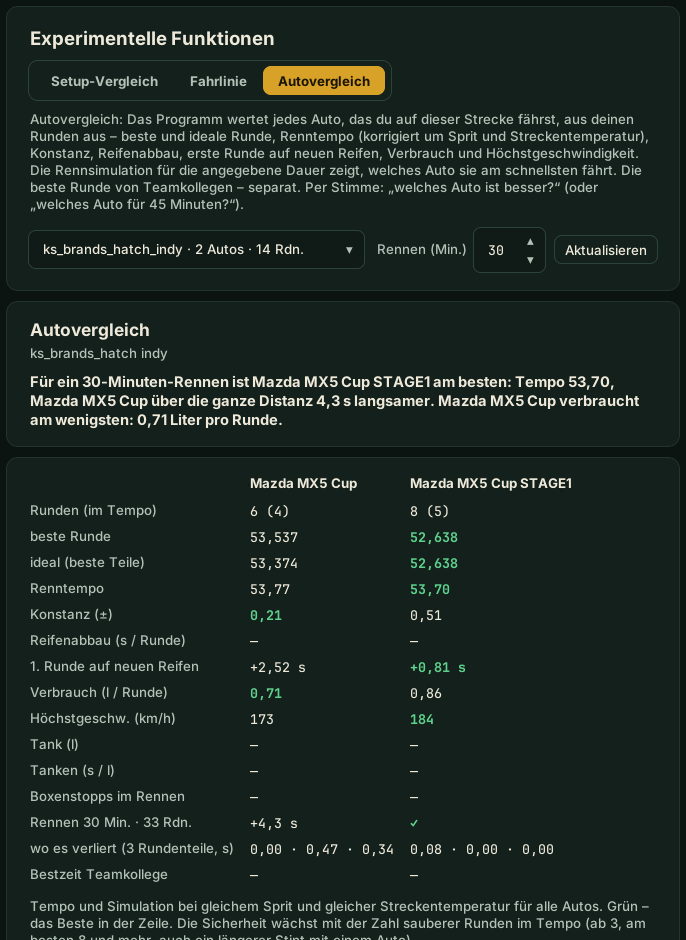 Experimentelle Funktionen
Setup-Vergleich Fahrlinie Autovergleich
Autovergleich: Das Programm wertet jedes Auto, das du auf dieser Strecke fährst, aus deinen
Runden aus – beste und ideale Runde, Renntempo (korrigiert um Sprit und Streckentemperatur),
Konstanz, Reifenabbau, erste Runde auf neuen Reifen, Verbrauch und Höchstgeschwindigkeit.
Die Rennsimulation für die angegebene Dauer zeigt, welches Auto sie am schnellsten fährt. Die
beste Runde von Teamkollegen – separat. Per Stimme: „welches Auto ist besser?“ (oder
„welches Auto für 45 Minuten?“).
ks_brands_hatch_indy · 2 Autos · 14 Rdn. ▾ Rennen (Min.) 30 ▲ ▼ Aktualisieren
Autovergleich
ks_brands_hatch indy
Für ein 30-Minuten-Rennen ist Mazda MX5 Cup STAGE1 am besten: Tempo 53,70,
Mazda MX5 Cup über die ganze Distanz 4,3 s langsamer. Mazda MX5 Cup verbraucht
am wenigsten: 0,71 Liter pro Runde.
Mazda MX5 Cup Mazda MX5 Cup STAGE1
Runden (im Tempo) 6 (4) 8 (5)
beste Runde 53,537 52,638
ideal (beste Teile) 53,374 52,638
Renntempo 53,77 53,70
Konstanz (±) 0,21 0,51
Reifenabbau (s / Runde) — —
1. Runde auf neuen Reifen +2,52 s +0,81 s
Verbrauch (l / Runde) 0,71 0,86
Höchstgeschw. (km/h) 173 184
Tank (l) — —
Tanken (s / l) — —
Boxenstopps im Rennen — —
Rennen 30 Min. · 33 Rdn. +4,3 s ✓
wo es verliert (3 Rundenteile, s) 0,00 · 0,47 · 0,34 0,08 · 0,00 · 0,00
Bestzeit Teamkollege — —
Tempo und Simulation bei gleichem Sprit und gleicher Streckentemperatur für alle Autos. Grün –
das Beste in der Zeile. Die Sicherheit wächst mit der Zahl sauberer Runden im Tempo (ab 3, am
besten 8 und mehr, auch ein längerer Stint mit einem Auto).